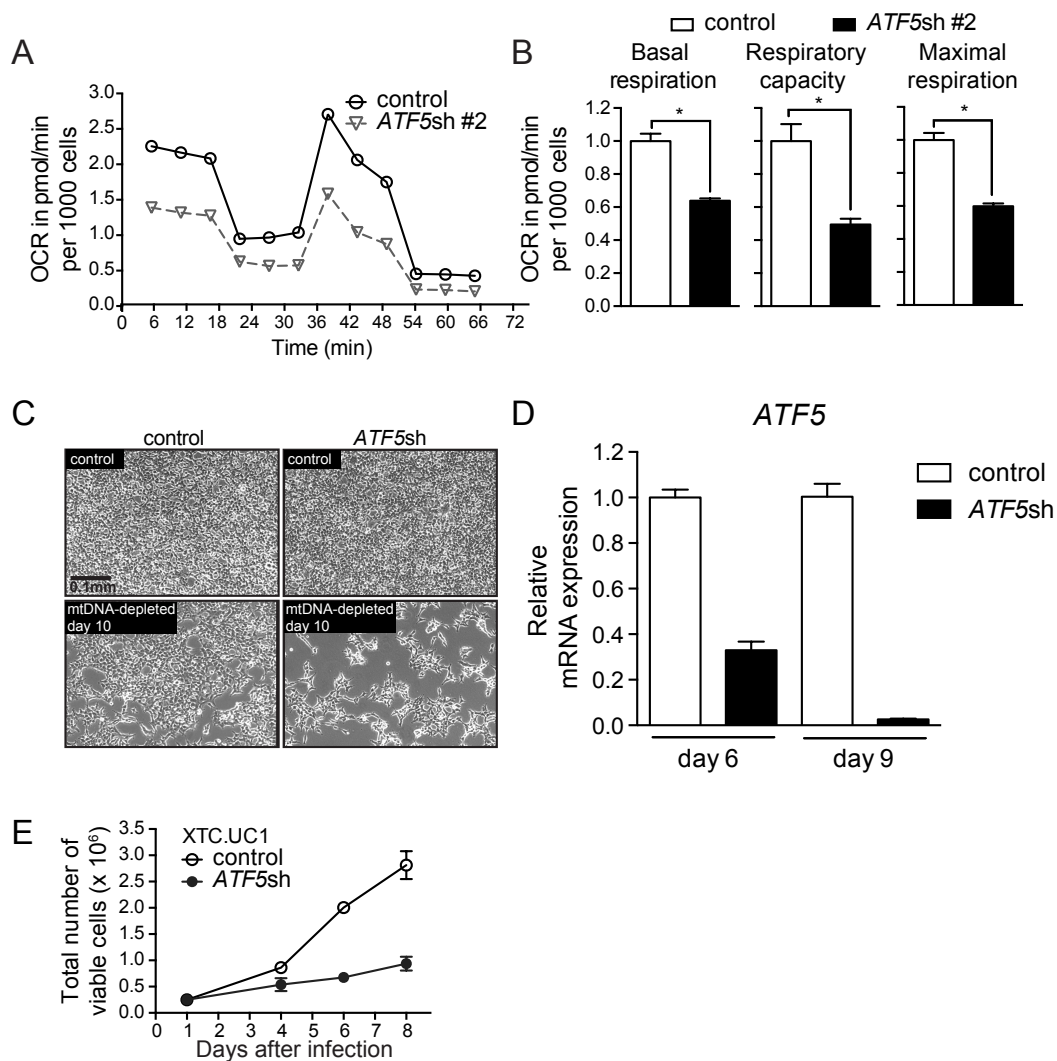 A
3.0
2.5
2.0
1.5
1.0
0.5
0.0
OCR in pmol/min
per 1000 cells
control
ATF5sh #2
0 6 12 18 24 30 36 42 48 54 60 66 72
Time (min)
control ATF5sh #2
B
Basal
respiration
Respiratory
capacity
Maximal
respiration
1.2
1.0
0.8
0.6
0.4
0.2
0.0
OCR in pmol/min
per 1000 cells
* * *
C
control ATF5sh
control
control
0.1mm
mtDNA-depleted
day 10
mtDNA-depleted
day 10
D
ATF5
1.2
1.0
0.8
0.4
0.2
0.0
Relative
mRNA expression
control
ATF5sh
day 6 day 9
E
XTC.UC1
control
ATF5sh
3.5
3.0
2.5
2.0
1.5
1.0
0.5
0.0
Total number of
viable cells (x 10⁶)
0 1 2 3 4 5 6 7 8
Days after infection